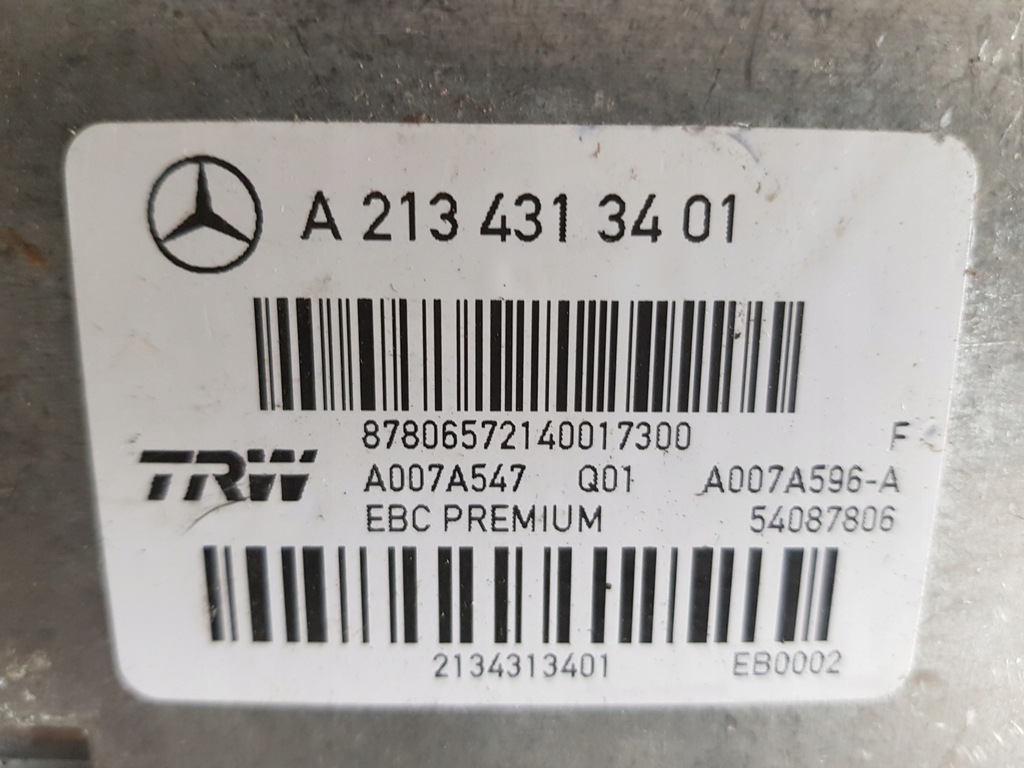 A 213 431 34 01
87806572140017300 F
TRW A007A547 Q01 A007A596-A
EBC PREMIUM 54087806
2134313401 EB0002